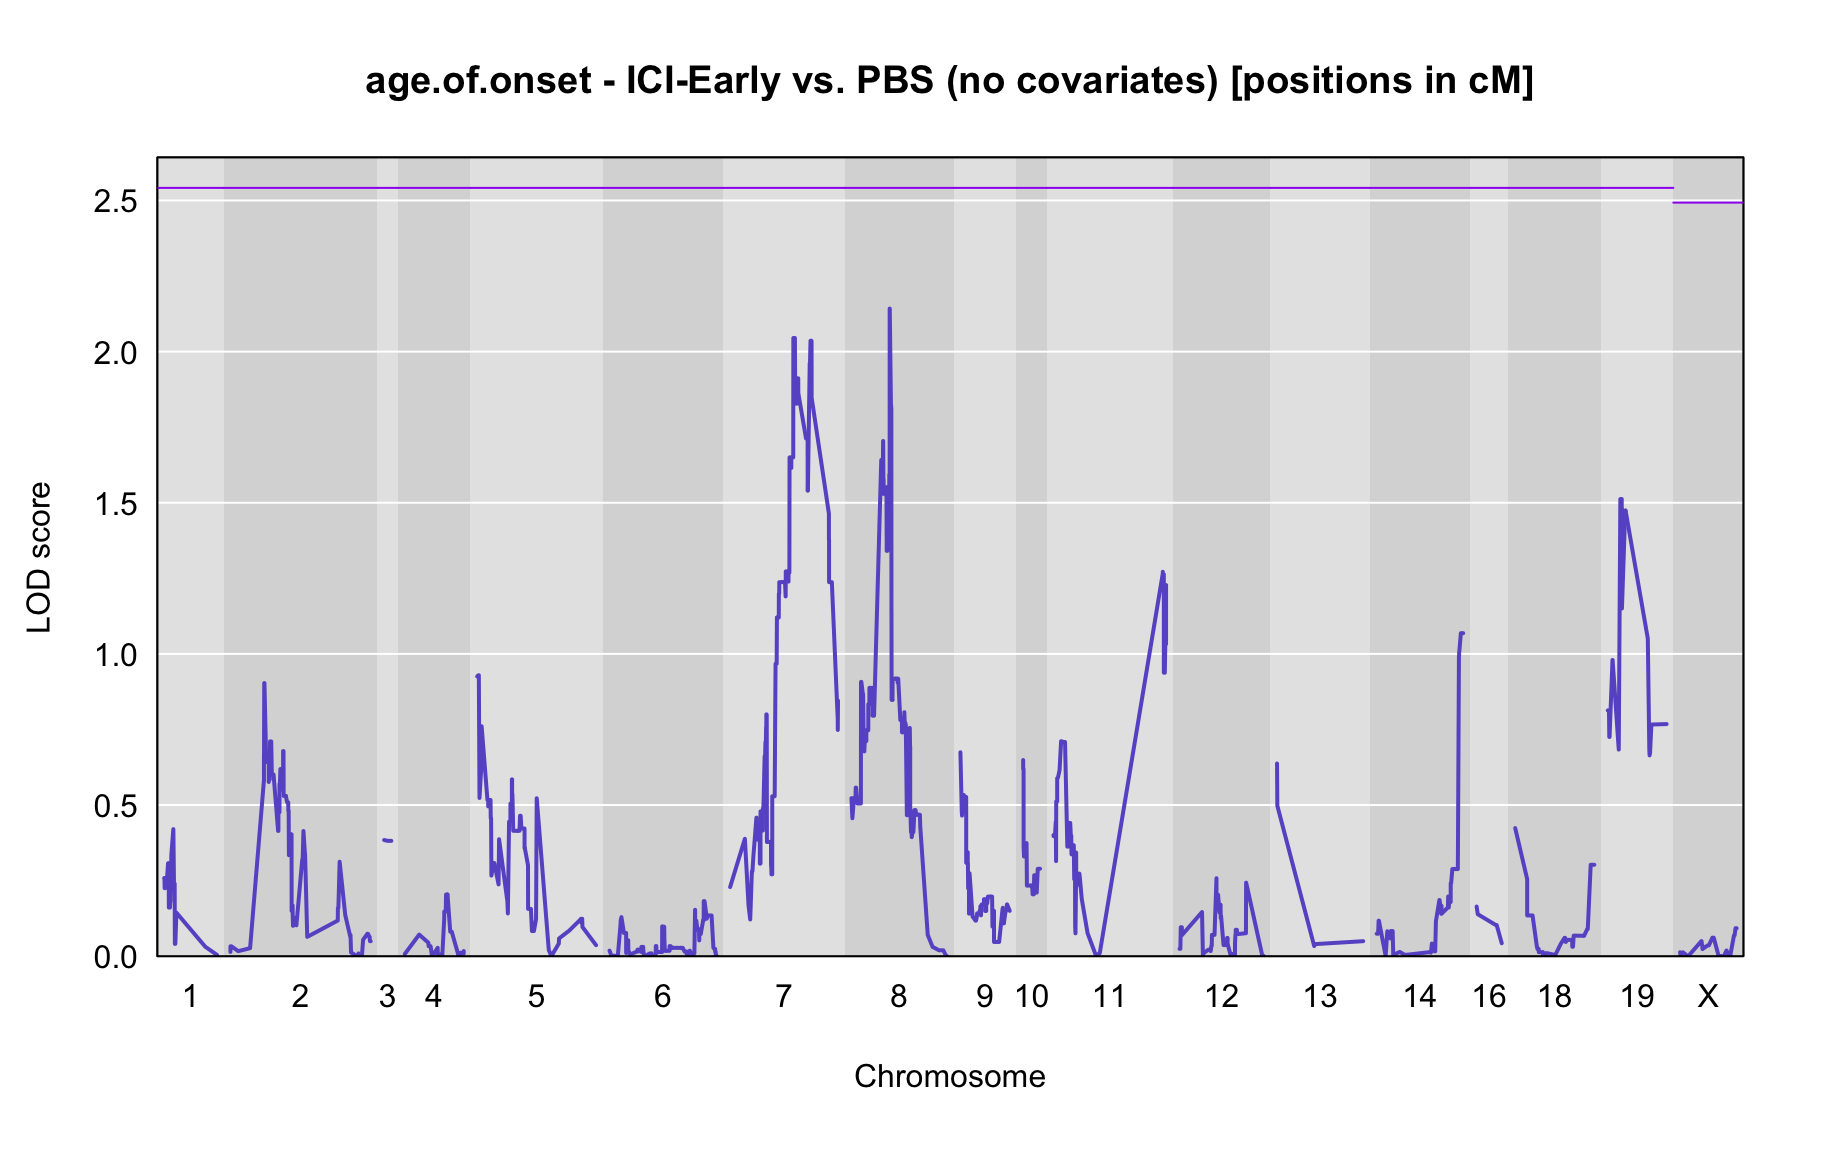 age.of.onset - ICI-Early vs. PBS (no covariates) [positions in cM]
LOD score
2.5
2.0
1.5
1.0
0.5
0.0
1 2 3 4 5 6 7 8 9 10 11 12 13 14 16 18 19 X
Chromosome